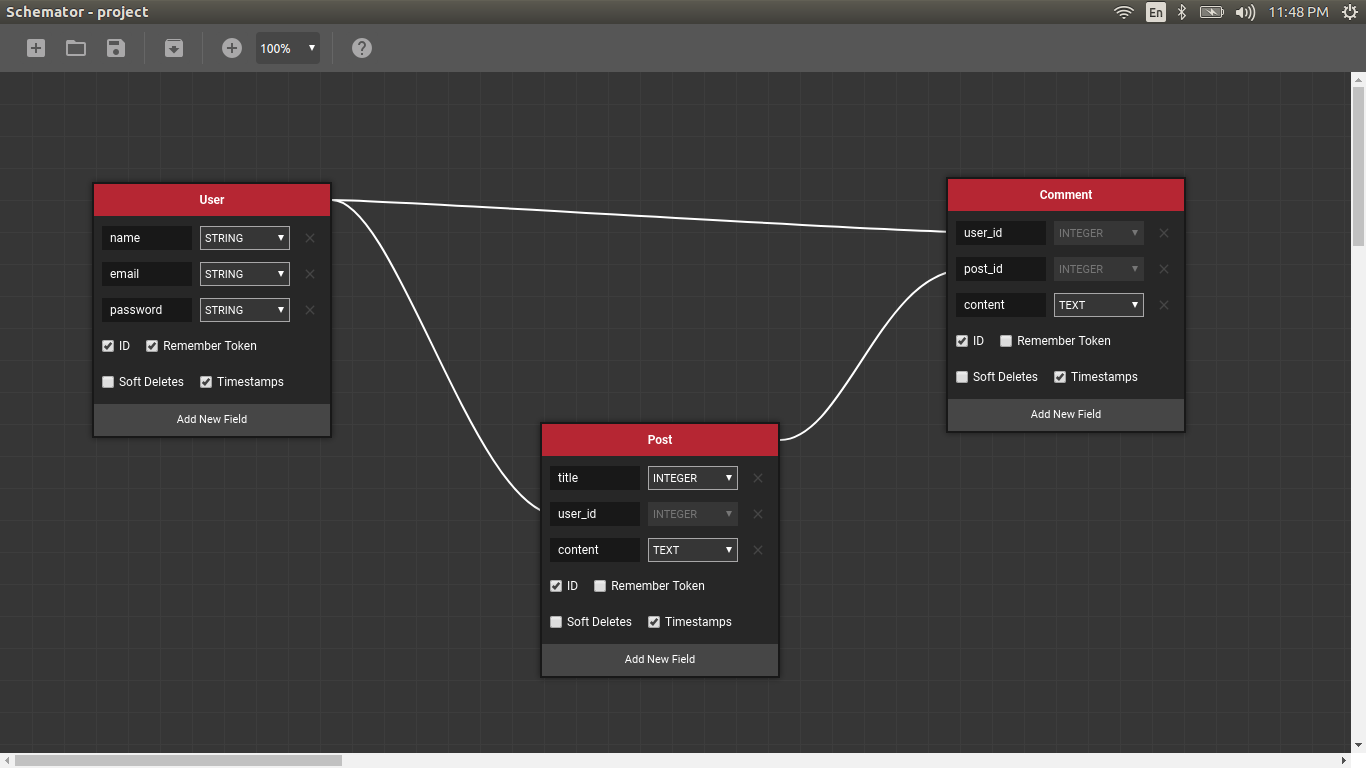 Schemator - project
En
11:48 PM
100%
User
name STRING
email STRING
password STRING
ID Remember Token
Soft Deletes Timestamps
Add New Field
Comment
user_id INTEGER
post_id INTEGER
content TEXT
ID Remember Token
Soft Deletes Timestamps
Add New Field
Post
title INTEGER
user_id INTEGER
content TEXT
ID Remember Token
Soft Deletes Timestamps
Add New Field